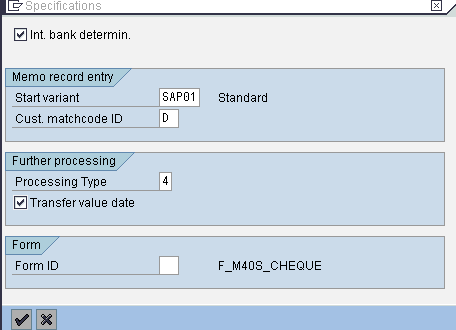 Specifications
Int. bank determin.
Memo record entry
Start variant SAP01 Standard
Cust. matchcode ID D
Further processing
Processing Type 4
Transfer value date
Form
Form ID F_M40S_CHEQUE